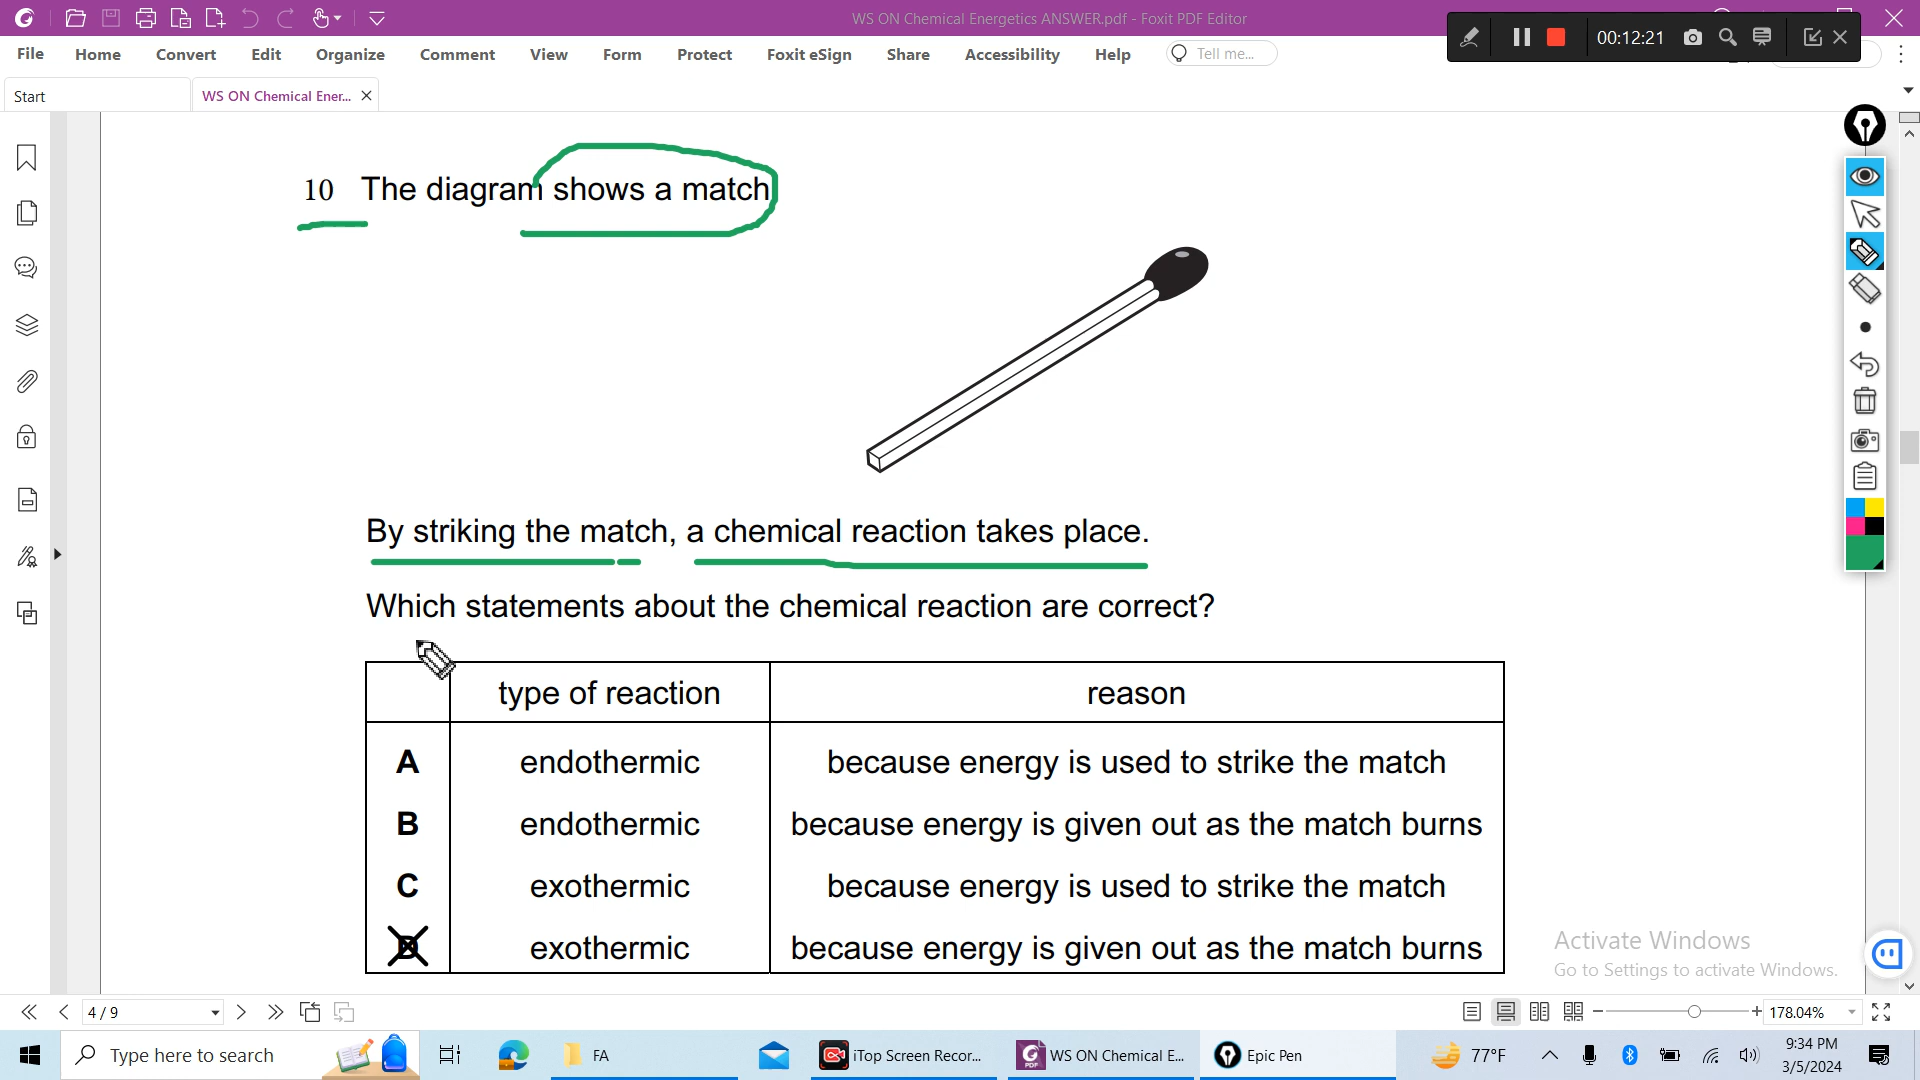 WS ON Chemical Energetics ANSWER.pdf - Foxit PDF Editor
00:12:21
File Home Convert Edit Organize Comment View Form Protect Foxit eSign Share Accessibility Help Tell me...
Start WS ON Chemical Ener...
10 The diagram shows a match
By striking the match, a chemical reaction takes place.
Which statements about the chemical reaction are correct?
type of reaction reason
A endothermic because energy is used to strike the match
B endothermic because energy is given out as the match burns
C exothermic because energy is used to strike the match
D exothermic because energy is given out as the match burns
Activate Windows
Go to Settings to activate Windows.
4 / 9 178.04%
Type here to search FA iTop Screen Recor... WS ON Chemical E... Epic Pen 77°F 9:34 PM
3/5/2024